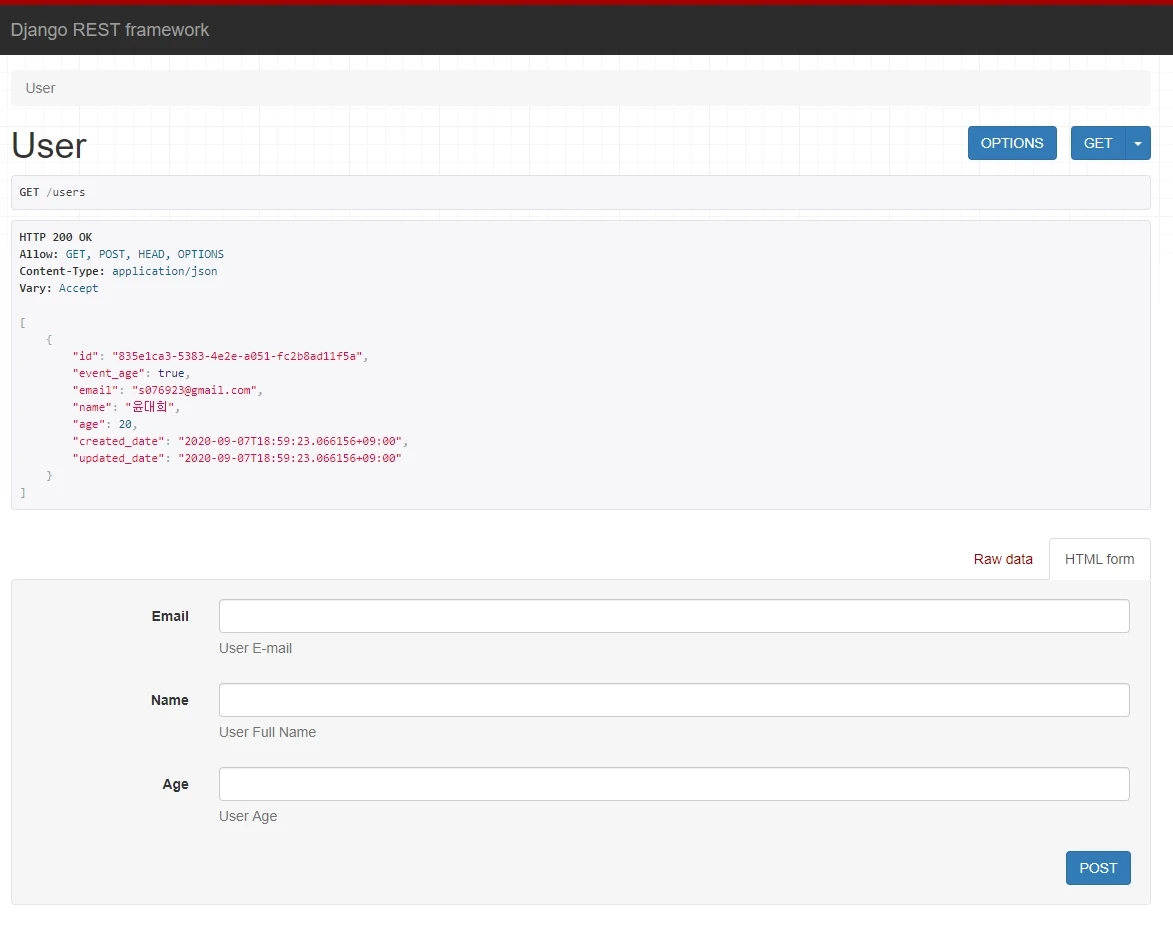 Django REST framework
User
User
OPTIONS
GET
GET /users
HTTP 200 OK
Allow: GET, POST, HEAD, OPTIONS
Content-Type: application/json
Vary: Accept
[
    {
        "id": "835e1ca3-5383-4e2e-a051-fc2b8ad11f5a",
        "event_age": true,
        "email": "s076923@gmail.com",
        "name": "윤대희",
        "age": 20,
        "created_date": "2020-09-07T18:59:23.066156+09:00",
        "updated_date": "2020-09-07T18:59:23.066156+09:00"
    }
]
Raw data
HTML form
Email
User E-mail
Name
User Full Name
Age
User Age
POST